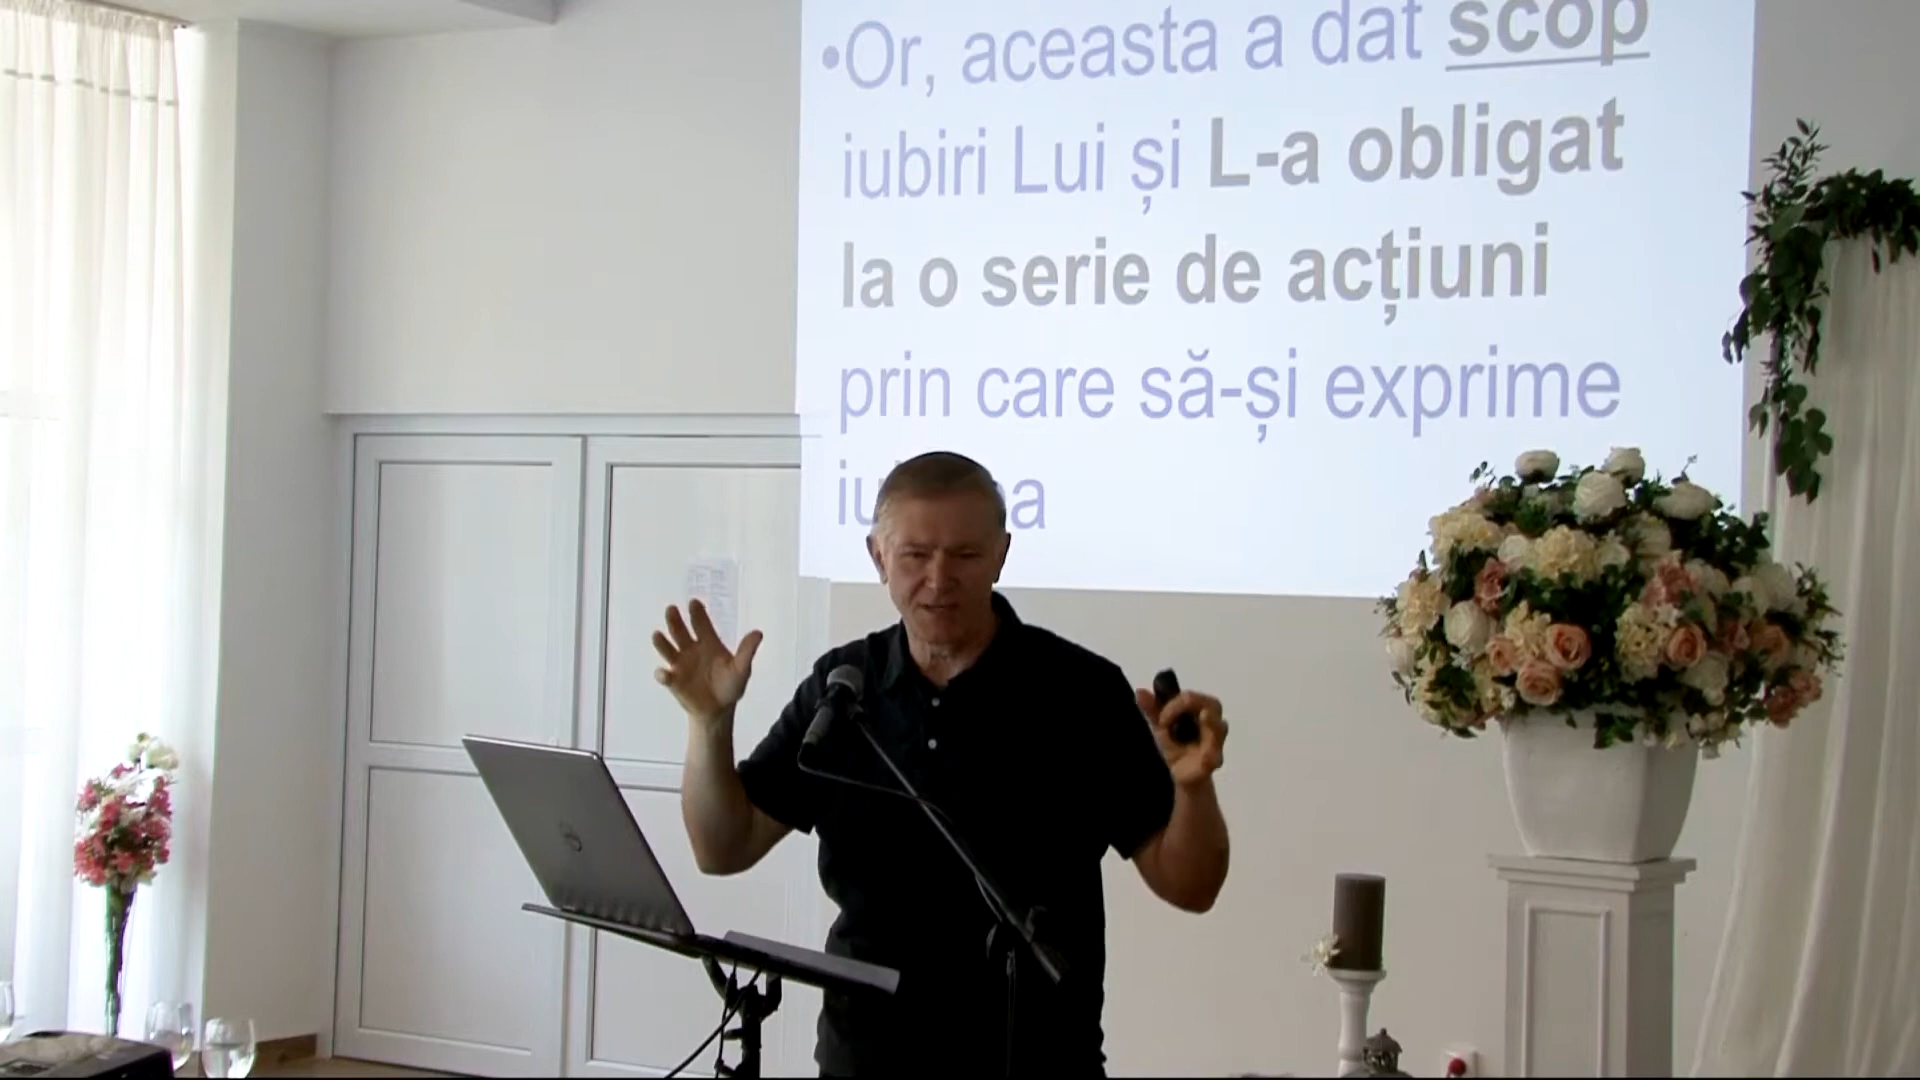 •Or, aceasta a dat scop
iubiri Lui și L-a obligat
la o serie de acțiuni
prin care să-și exprime